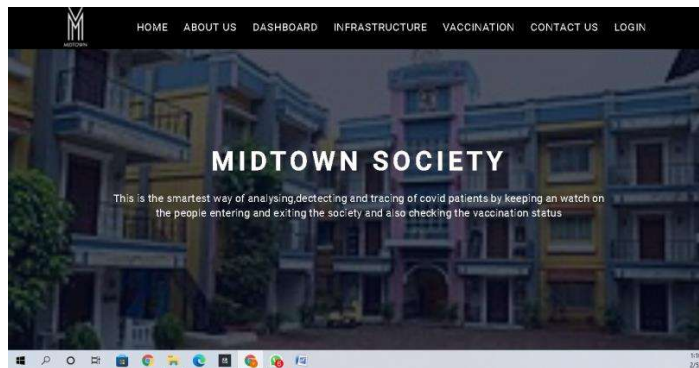 MIDTOWN
HOME ABOUT US DASHBOARD INFRASTRUCTURE VACCINATION CONTACT US LOGIN
MIDTOWN SOCIETY
This is the smartest way of analysing,dectecting and tracing of covid patients by keeping an watch on
the people entering and exiting the society and also checking the vaccination status